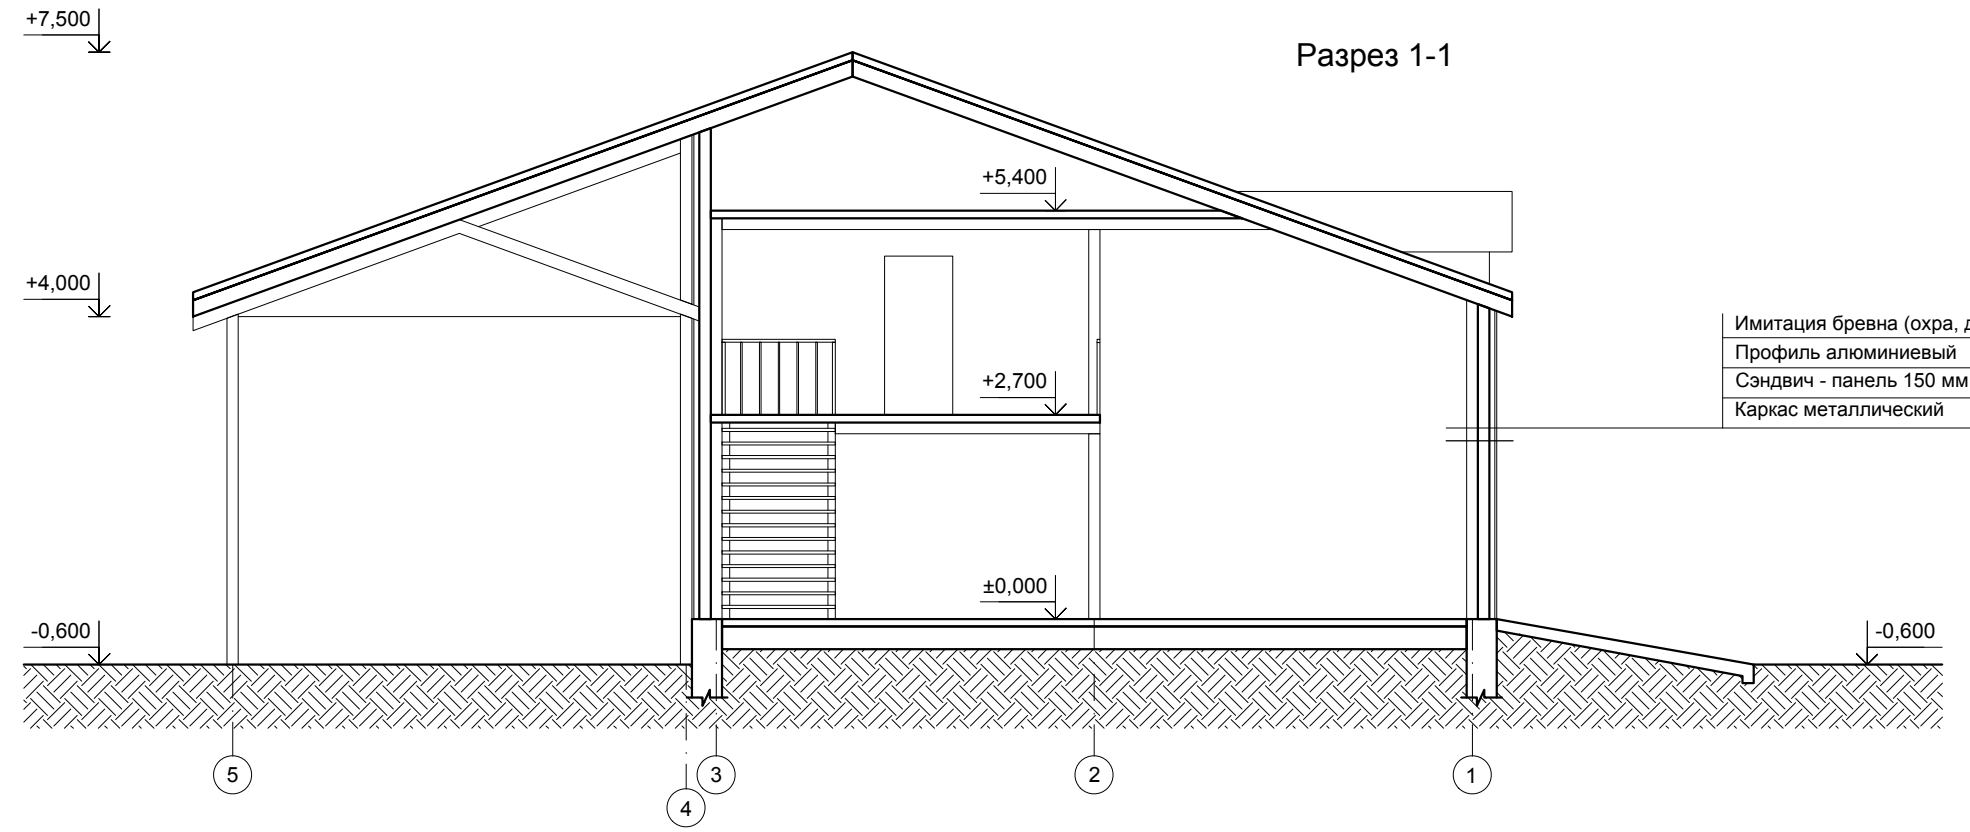 +7,500
Разрез 1-1
+5,400
+4,000
Имитация бревна (охра, д
Профиль алюминиевый
Сэндвич - панель 150 мм
Каркас металлический
+2,700
±0,000
-0,600
-0,600
5
3
2
1
4